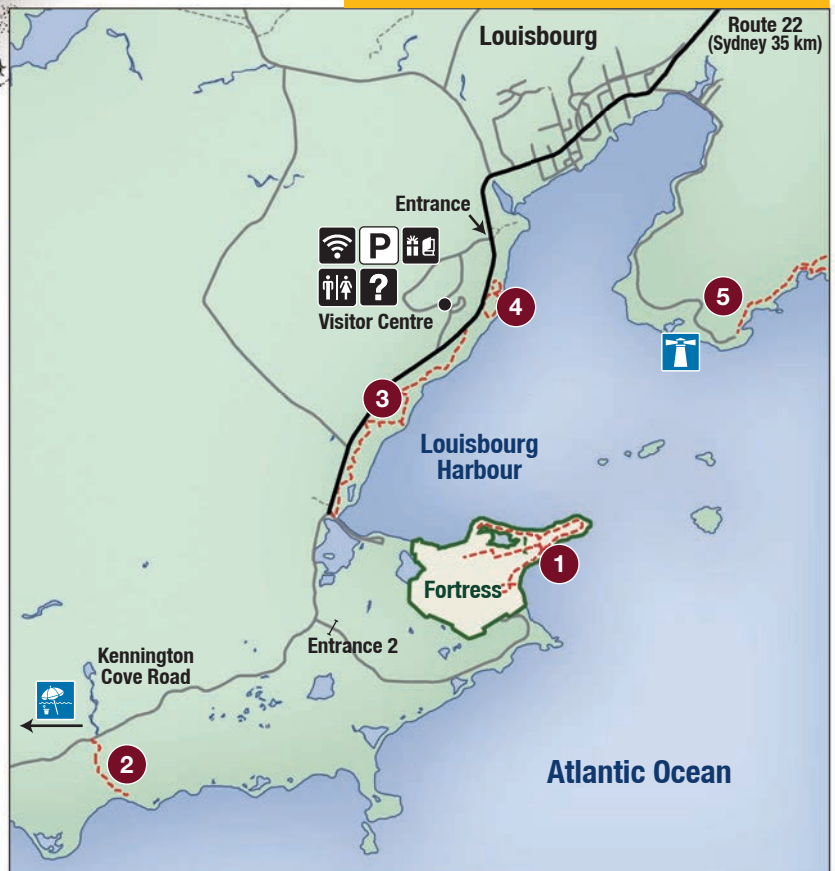 Louisbourg
Route 22
(Sydney 35 km)
Entrance
P
?
Visitor Centre
4
5
3
Louisbourg
Harbour
1
Fortress
Entrance 2
Kennington
Cove Road
2
Atlantic Ocean